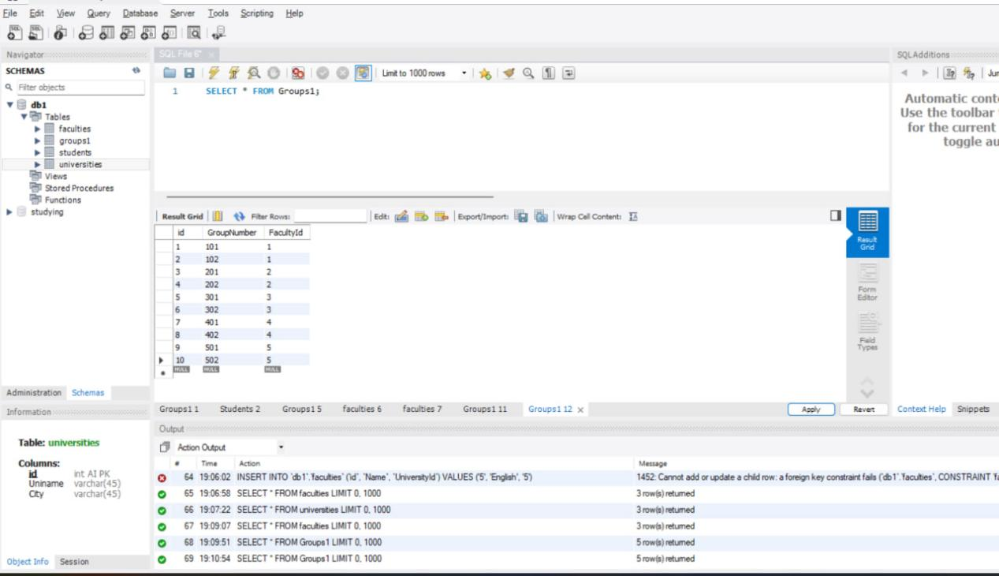 File Edit View Query Database Server Tools Scripting Help
Navigator
SCHEMAS
Filter objects
db1
Tables
faculties
groups1
students
universities
Views
Stored Procedures
Functions
studying
Administration Schemas
Information
Table: universities
Columns:
id int AI PK
Uniname varchar(45)
City varchar(45)
Object Info Session
SQL File 6*
Limit to 1000 rows
1 SELECT * FROM Groups1;
Result Grid Filter Rows: Edit: Export/Import: Wrap Cell Content:
id GroupNumber FacultyId
1 101 1
2 102 1
3 201 2
4 202 2
5 301 3
6 302 3
7 401 4
8 402 4
9 501 5
10 502 5
NULL NULL NULL
Result
Grid
Form
Editor
Field
Types
Groups1 1 Students 2 Groups1 5 faculties 6 faculties 7 Groups1 11 Groups1 12 Apply Revert
Output
Action Output
# Time Action Message
64 19:06:02 INSERT INTO `db1`.`faculties` (`id`, `Name`, `UniversityId`) VALUES ('5', 'English', '5') 1452: Cannot add or update a child row: a foreign key constraint fails (`db1`.`faculties`, CONSTRAINT
65 19:06:58 SELECT * FROM faculties LIMIT 0, 1000 3 row(s) returned
66 19:07:22 SELECT * FROM universities LIMIT 0, 1000 3 row(s) returned
67 19:09:07 SELECT * FROM faculties LIMIT 0, 1000 3 row(s) returned
68 19:09:51 SELECT * FROM Groups1 LIMIT 0, 1000 5 row(s) returned
69 19:10:54 SELECT * FROM Groups1 LIMIT 0, 1000 5 row(s) returned
SQLAdditions
Jur
Automatic conte
Use the toolbar
for the current
toggle au
Context Help Snippets